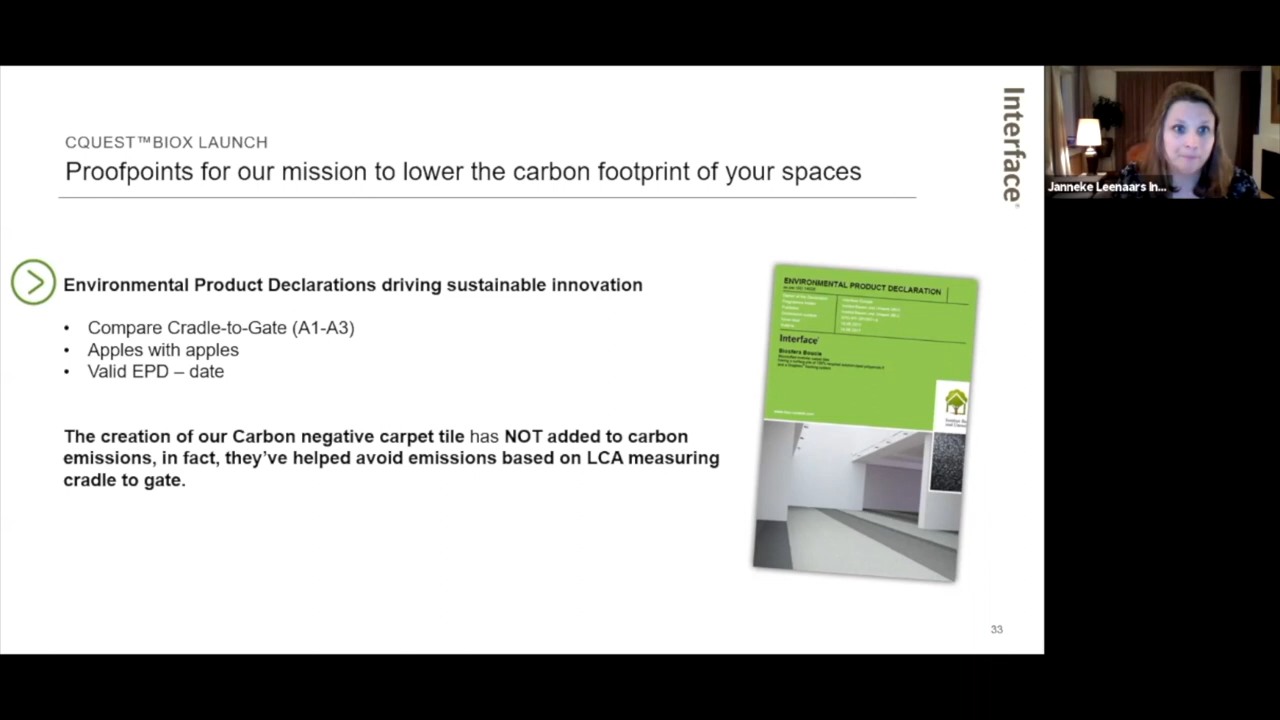 CQUEST™BIOX LAUNCH
Proofpoints for our mission to lower the carbon footprint of your spaces
Interface®
Janneke Leenaars In...
Environmental Product Declarations driving sustainable innovation
• Compare Cradle-to-Gate (A1-A3)
• Apples with apples
• Valid EPD – date
The creation of our Carbon negative carpet tile has NOT added to carbon
emissions, in fact, they’ve helped avoid emissions based on LCA measuring
cradle to gate.
ENVIRONMENTAL PRODUCT DECLARATION
Interface®
Biosfera Boucle
33